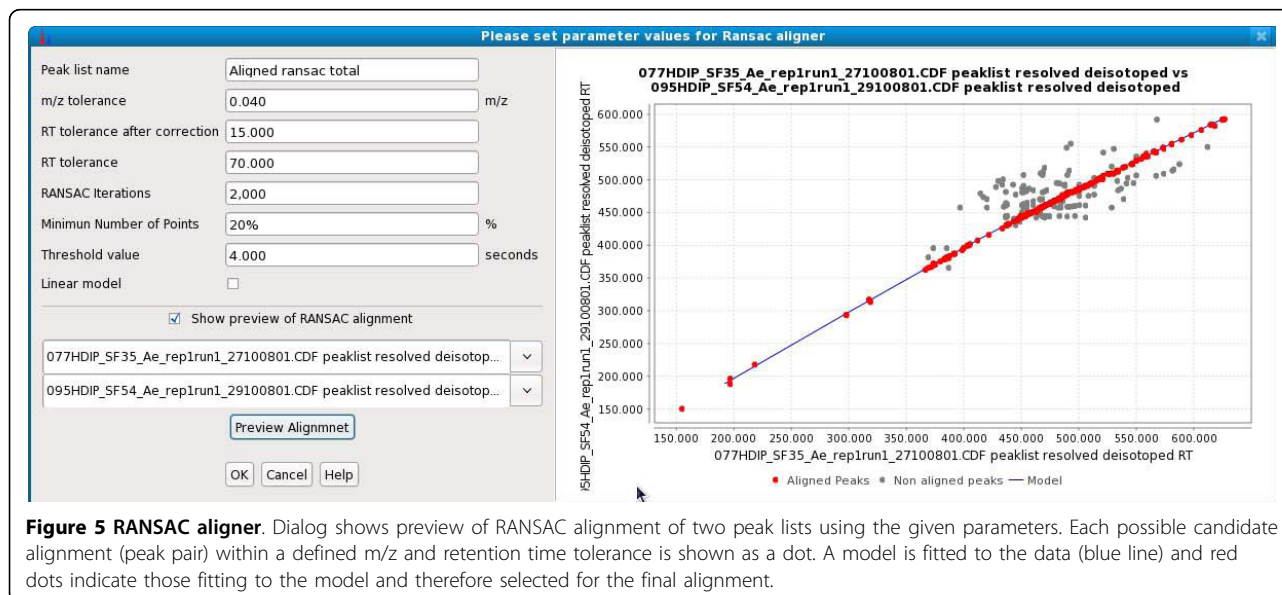 Please set parameter values for Ransac aligner
Peak list name
Aligned ransac total
m/z tolerance
0.040
m/z
RT tolerance after correction
15.000
RT tolerance
70.000
RANSAC Iterations
2,000
Minimun Number of Points
20%
%
Threshold value
4.000
seconds
Linear model
Show preview of RANSAC alignment
077HDIP_SF35_Ae_rep1run1_27100801.CDF peaklist resolved deisotop...
095HDIP_SF54_Ae_rep1run1_29100801.CDF peaklist resolved deisotop...
Preview Alignmnet
OK Cancel Help
077HDIP_SF35_Ae_rep1run1_27100801.CDF peaklist resolved deisotoped vs
095HDIP_SF54_Ae_rep1run1_29100801.CDF peaklist resolved deisotoped
95HDIP_SF54_Ae_rep1run1_29100801.CDF peaklist resolved deisotoped RT
600.000
550.000
500.000
450.000
400.000
350.000
300.000
250.000
200.000
150.000
150.000 200.000 250.000 300.000 350.000 400.000 450.000 500.000 550.000 600.000
077HDIP_SF35_Ae_rep1run1_27100801.CDF peaklist resolved deisotoped RT
Aligned Peaks Non aligned peaks Model
Figure 5 RANSAC aligner. Dialog shows preview of RANSAC alignment of two peak lists using the given parameters. Each possible candidate
alignment (peak pair) within a defined m/z and retention time tolerance is shown as a dot. A model is fitted to the data (blue line) and red
dots indicate those fitting to the model and therefore selected for the final alignment.